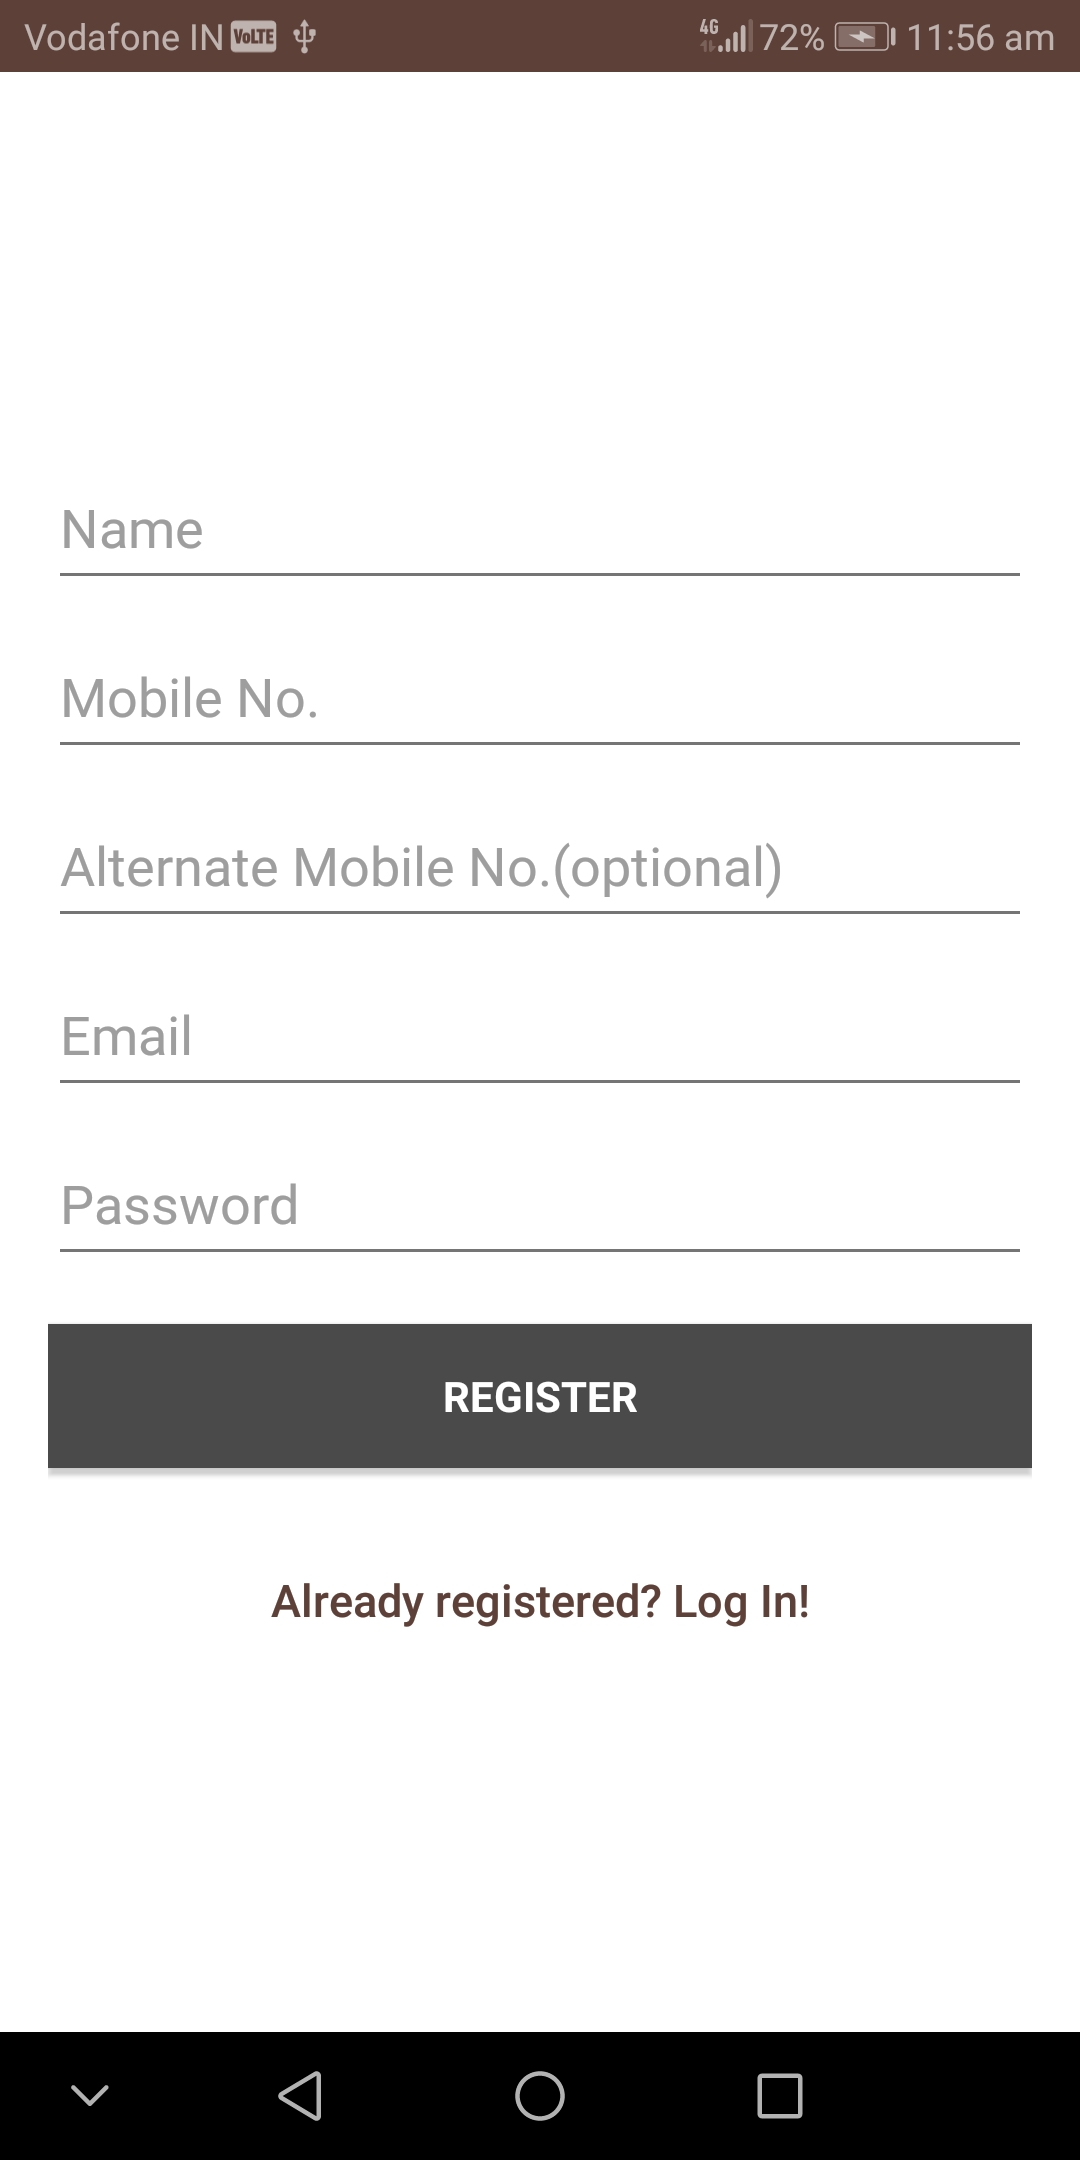 Vodafone IN VoLTE 4G 72% 11:56 am
Name
Mobile No.
Alternate Mobile No.(optional)
Email
Password
REGISTER
Already registered? Log In!